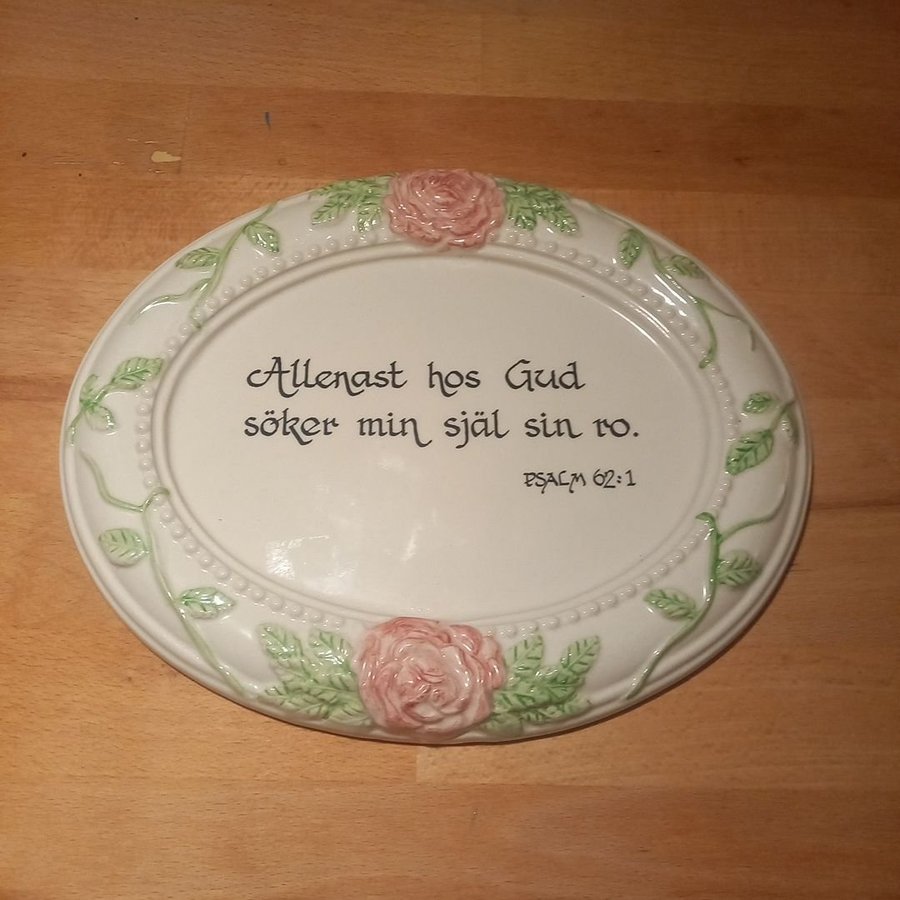 Allenast hos Gud
söker min själ sin ro.
PSALM 62:1